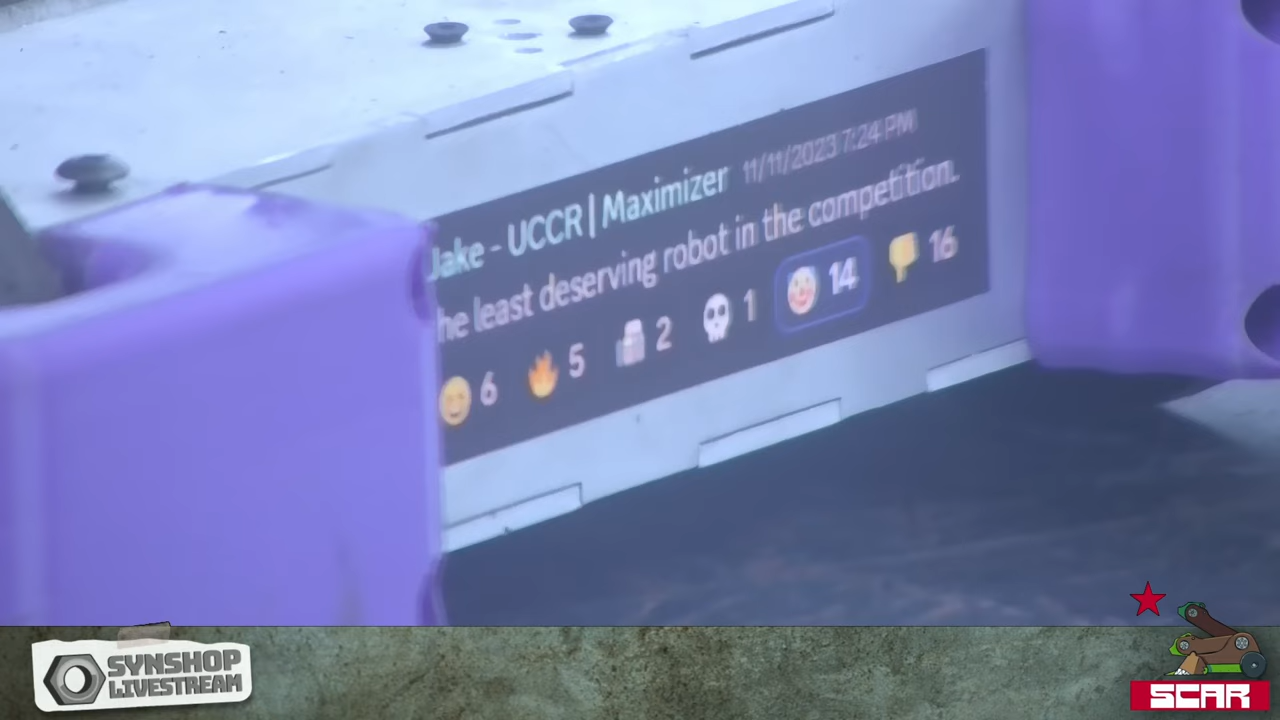 Jake - UCCR | Maximizer 11/11/2023 7:24 PM
he least deserving robot in the competition.
6 5 2 1 14 16
SYNSHOP
LIVESTREAM
SCAR